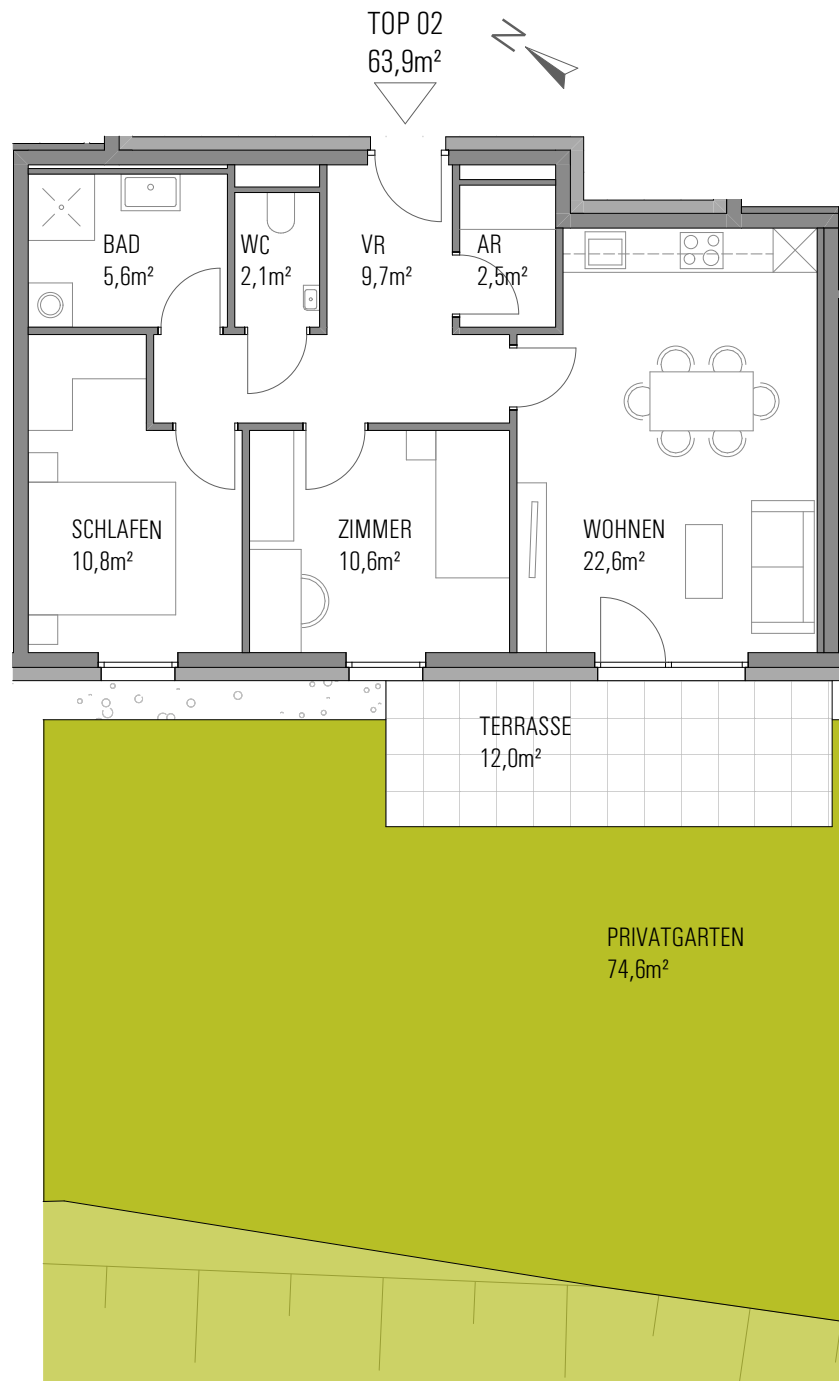 TOP 02
63,9m²
N
BAD
5,6m²
WC
2,1m²
VR
9,7m²
AR
2,5m²
SCHLAFEN
10,8m²
ZIMMER
10,6m²
WOHNEN
22,6m²
TERRASSE
12,0m²
PRIVATGARTEN
74,6m²